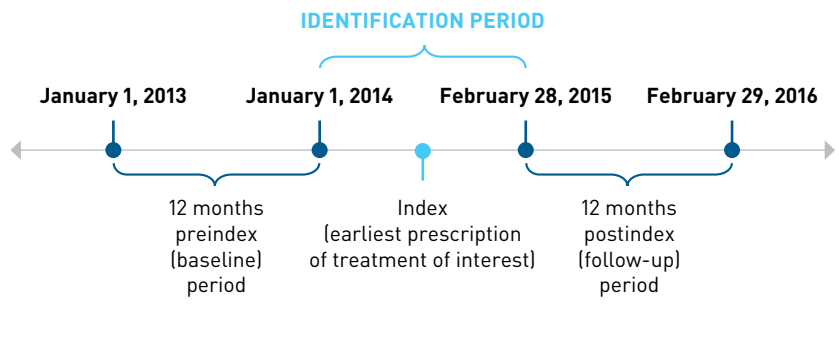 IDENTIFICATION PERIOD
January 1, 2013
January 1, 2014
February 28, 2015
February 29, 2016
12 months
preindex
(baseline)
period
Index
(earliest prescription
of treatment of interest)
12 months
postindex
(follow-up)
period